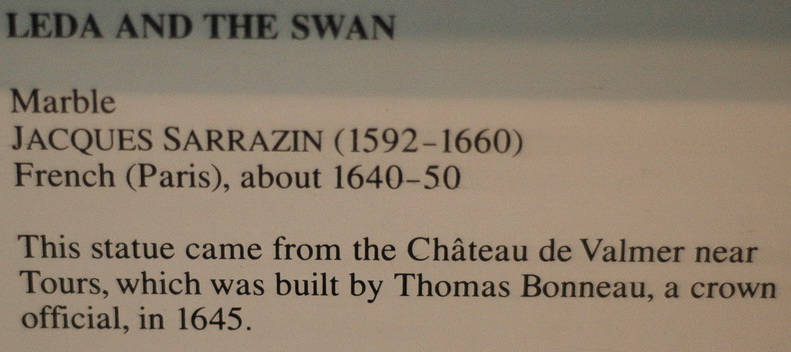 LEDA AND THE SWAN
Marble
JACQUES SARRAZIN (1592–1660)
French (Paris), about 1640–50
This statue came from the Château de Valmer near
Tours, which was built by Thomas Bonneau, a crown
official, in 1645.